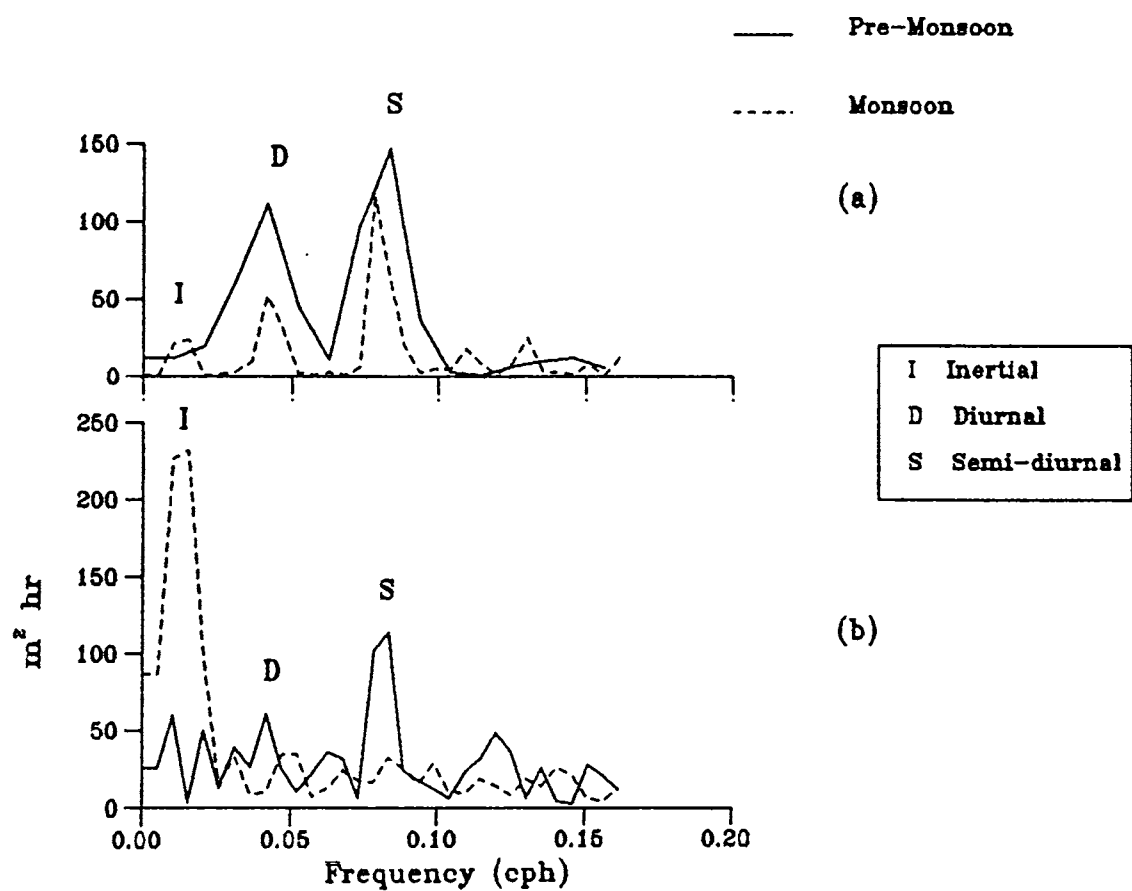 Pre-Monsoon
Monsoon
S
D
I
(a)
150
100
50
0
I Inertial
D Diurnal
S Semi-diurnal
I
S
D
(b)
250
200
150
100
50
0
m² hr
0.00 0.05 0.10 0.15 0.20
Frequency (cph)